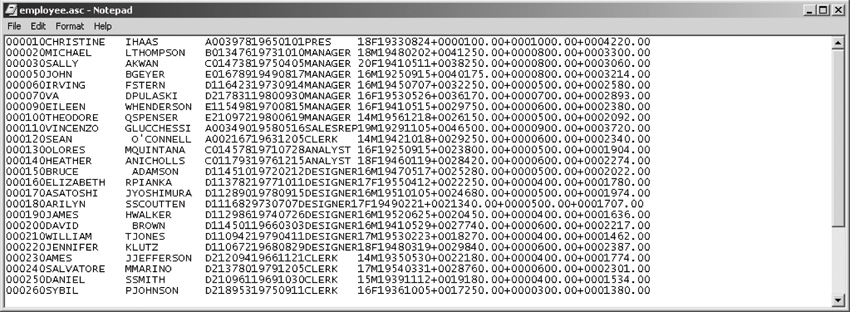 employee.asc - Notepad
File Edit Format Help
000010CHRISTINE   IHAAS          A00397819650101PRES    18F19330824+0000100.00+0001000.00+0004220.00
000020MICHAEL     LTHOMPSON      B01347619731010MANAGER 18M19480202+0041250.00+0000800.00+0003300.00
000030SALLY       AKWAN          C01473819750405MANAGER 20F19410511+0038250.00+0000800.00+0003060.00
000050JOHN        BGEYER         E01678919490817MANAGER 16M19250915+0040175.00+0000800.00+0003214.00
000060IRVING      FSTERN         D11642319730914MANAGER 16M19450707+0032250.00+0000500.00+0002580.00
000070VA          DPULASKI       D21783119800930MANAGER 16F19530526+0036170.00+0000700.00+0002893.00
000090EILEEN      WHENDERSON     E11549819700815MANAGER 16F19410515+0029750.00+0000600.00+0002380.00
000100THEODORE    QSPENSER       E21097219800619MANAGER 14M19561218+0026150.00+0000500.00+0002092.00
000110VINCENZO    GLUCCHESSI     A00349019580516SALESREP19M19291105+0046500.00+0000900.00+0003720.00
000120SEAN         O'CONNELL     A00216719631205CLERK   14M19421018+0029250.00+0000600.00+0002340.00
000130OLORES      MQUINTANA      C01457819710728ANALYST 16F19250915+0023800.00+0000500.00+0001904.00
000140HEATHER     ANICHOLLS      C01179319761215ANALYST 18F19460119+0028420.00+0000600.00+0002274.00
000150BRUCE        ADAMSON       D11451019720212DESIGNER16M19470517+0025280.00+0000500.00+0002022.00
000160ELIZABETH   RPIANKA        D11378219771011DESIGNER17F19550412+0022250.00+0000400.00+0001780.00
000170ASATOSHI    JYOSHIMURA     D11289019780915DESIGNER16M19510105+0024680.00+0000500.00+0001974.00
000180ARILYN      SSCOUTTEN      D1116829730707DESIGNER17F19490221+0021340.00+0000500.00+0001707.00
000190JAMES       HWALKER        D11298619740726DESIGNER16M19520625+0020450.00+0000400.00+0001636.00
000200DAVID        BROWN         D11450119660303DESIGNER16M19410529+0027740.00+0000600.00+0002217.00
000210WILLIAM     TJONES         D11094219790411DESIGNER17M19530223+0018270.00+0000400.00+0001462.00
000220JENNIFER    KLUTZ          D11067219680829DESIGNER18F19480319+0029840.00+0000600.00+0002387.00
000230AMES        JJEFFERSON     D21209419661121CLERK   14M19350530+0022180.00+0000400.00+0001774.00
000240SALVATORE   MMARINO        D21378019791205CLERK   17M19540331+0028760.00+0000600.00+0002301.00
000250DANIEL      SSMITH         D21096119691030CLERK   15M19391112+0019180.00+0000400.00+0001534.00
000260SYBIL       PJOHNSON       D21895319750911CLERK   16F19361005+0017250.00+0000300.00+0001380.00